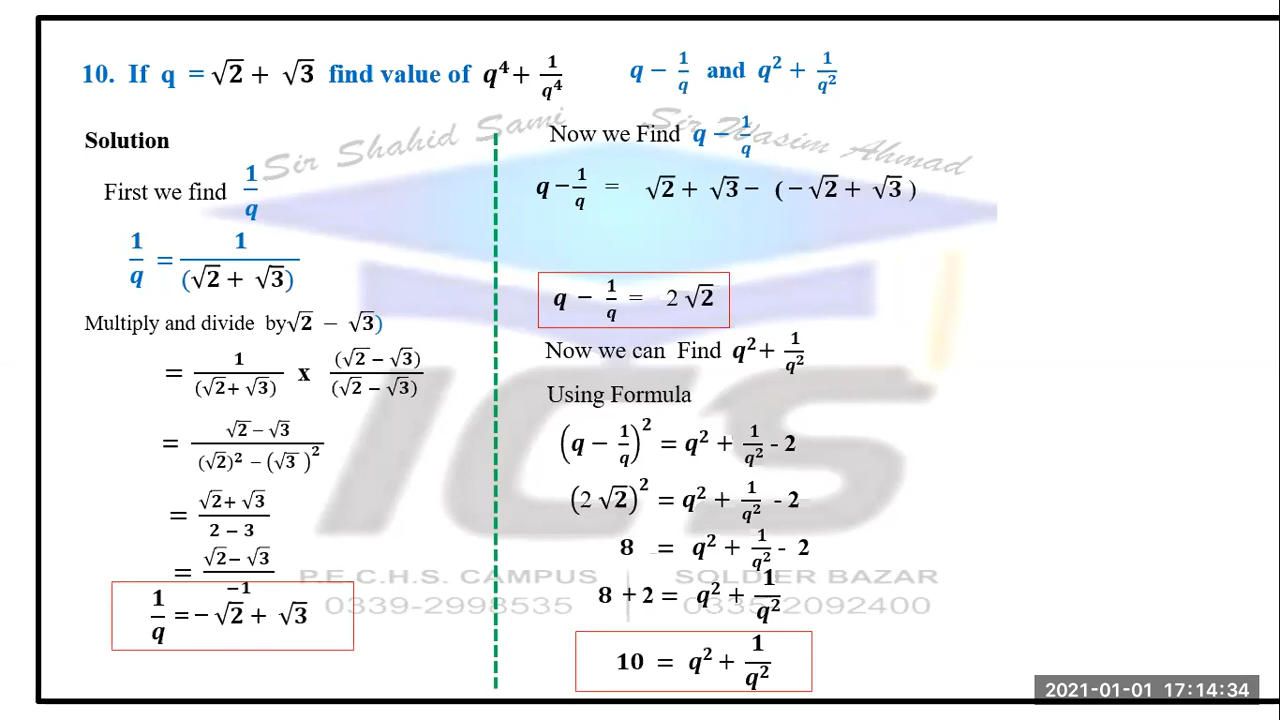 10. If q = √2 + √3 find value of q⁴ + 1/q⁴ q − 1/q and q² + 1/q²
Sir Shahid Sami Sir Wasim Ahmad
Solution
First we find 1/q
1/q = 1/(√2 + √3)
Multiply and divide by√2 − √3)
= 1/(√2+ √3) x (√2 − √3)/(√2 − √3)
= √2 − √3/(√2)² − (√3 )²
= √2+ √3/2 − 3
= √2− √3/−1
1/q = − √2 + √3
Now we Find q − 1/q
q − 1/q = √2 + √3 − (− √2 + √3 )
q − 1/q = 2 √2
Now we can Find q² + 1/q²
Using Formula
(q − 1/q)² = q² + 1/q² - 2
(2 √2)² = q² + 1/q² - 2
8 = q² + 1/q² - 2
8 + 2 = q² + 1/q²
10 = q² + 1/q²
ICS
P.E.C.H.S. CAMPUS | SOLDIER BAZAR
0339-2998535 0335-2092400
2021-01-01 17:14:34